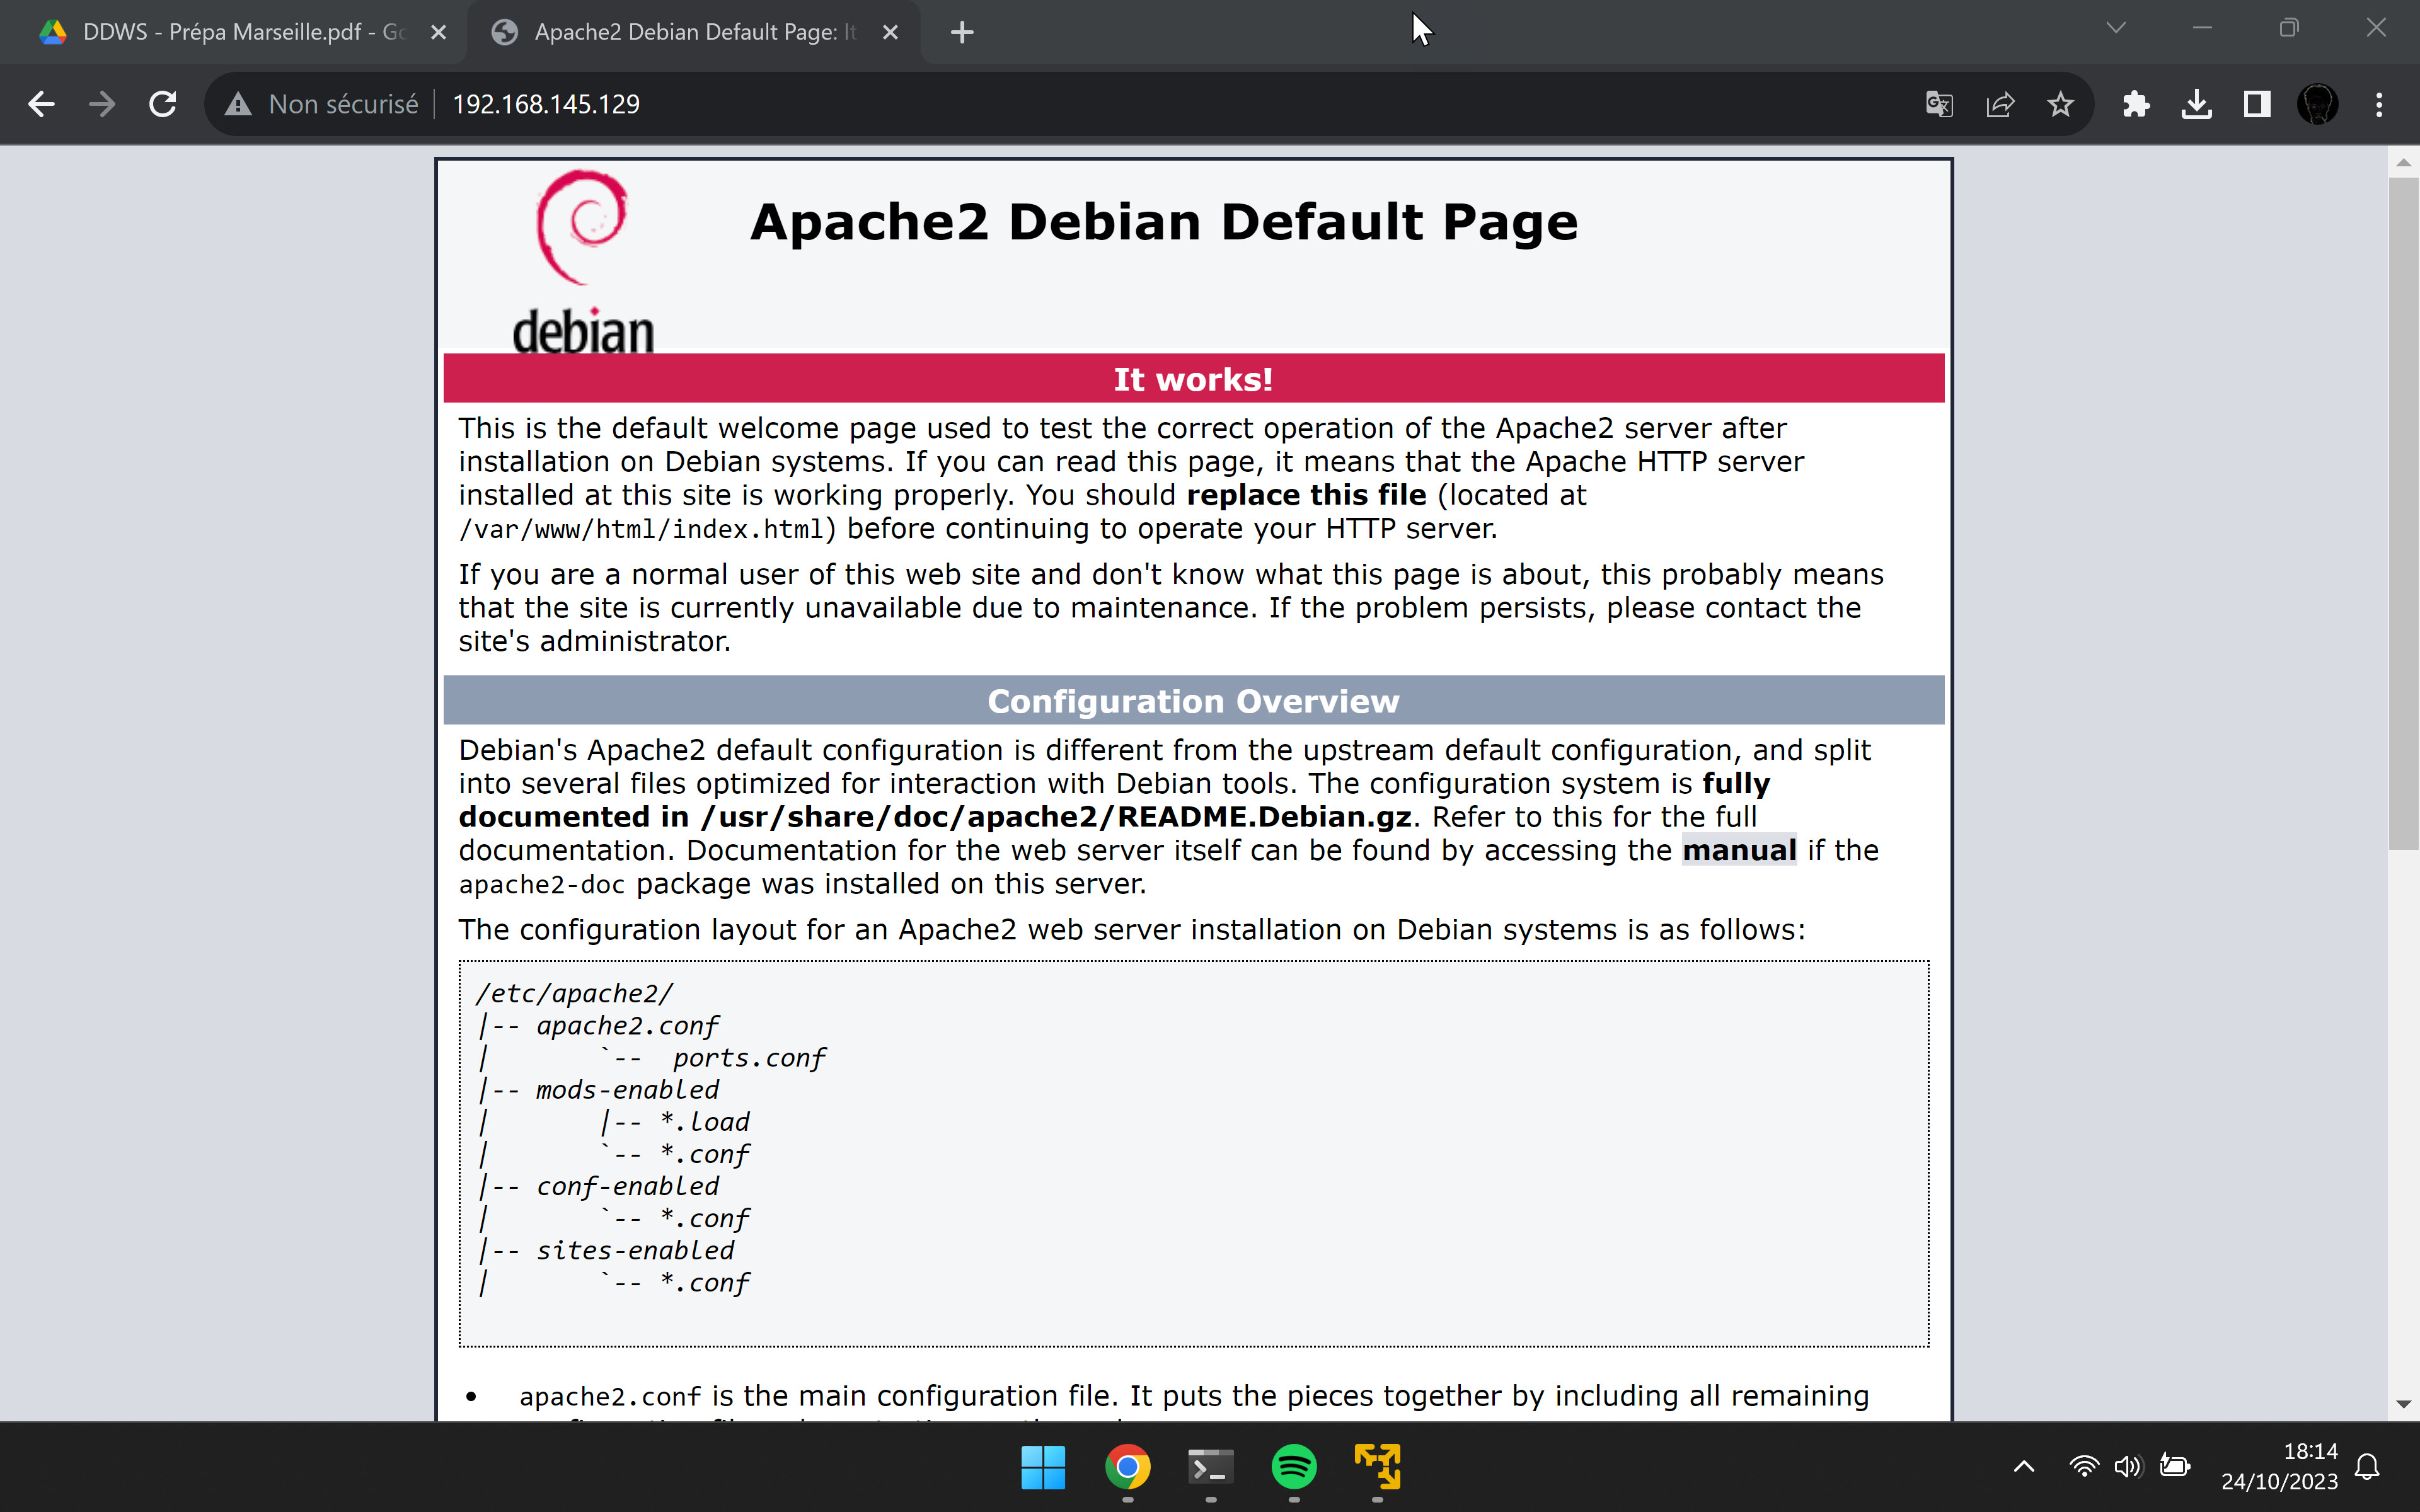 DDWS - Prépa Marseille.pdf - Go
Apache2 Debian Default Page: It
Non sécurisé
192.168.145.129
debian
Apache2 Debian Default Page
It works!
This is the default welcome page used to test the correct operation of the Apache2 server after
installation on Debian systems. If you can read this page, it means that the Apache HTTP server
installed at this site is working properly. You should replace this file (located at
/var/www/html/index.html) before continuing to operate your HTTP server.
If you are a normal user of this web site and don't know what this page is about, this probably means
that the site is currently unavailable due to maintenance. If the problem persists, please contact the
site's administrator.
Configuration Overview
Debian's Apache2 default configuration is different from the upstream default configuration, and split
into several files optimized for interaction with Debian tools. The configuration system is fully
documented in /usr/share/doc/apache2/README.Debian.gz. Refer to this for the full
documentation. Documentation for the web server itself can be found by accessing the manual if the
apache2-doc package was installed on this server.
The configuration layout for an Apache2 web server installation on Debian systems is as follows:
/etc/apache2/
|-- apache2.conf
|       `--  ports.conf
|-- mods-enabled
|       |-- *.load
|       `-- *.conf
|-- conf-enabled
|       `-- *.conf
|-- sites-enabled
|       `-- *.conf
• apache2.conf is the main configuration file. It puts the pieces together by including all remaining
18:14
24/10/2023